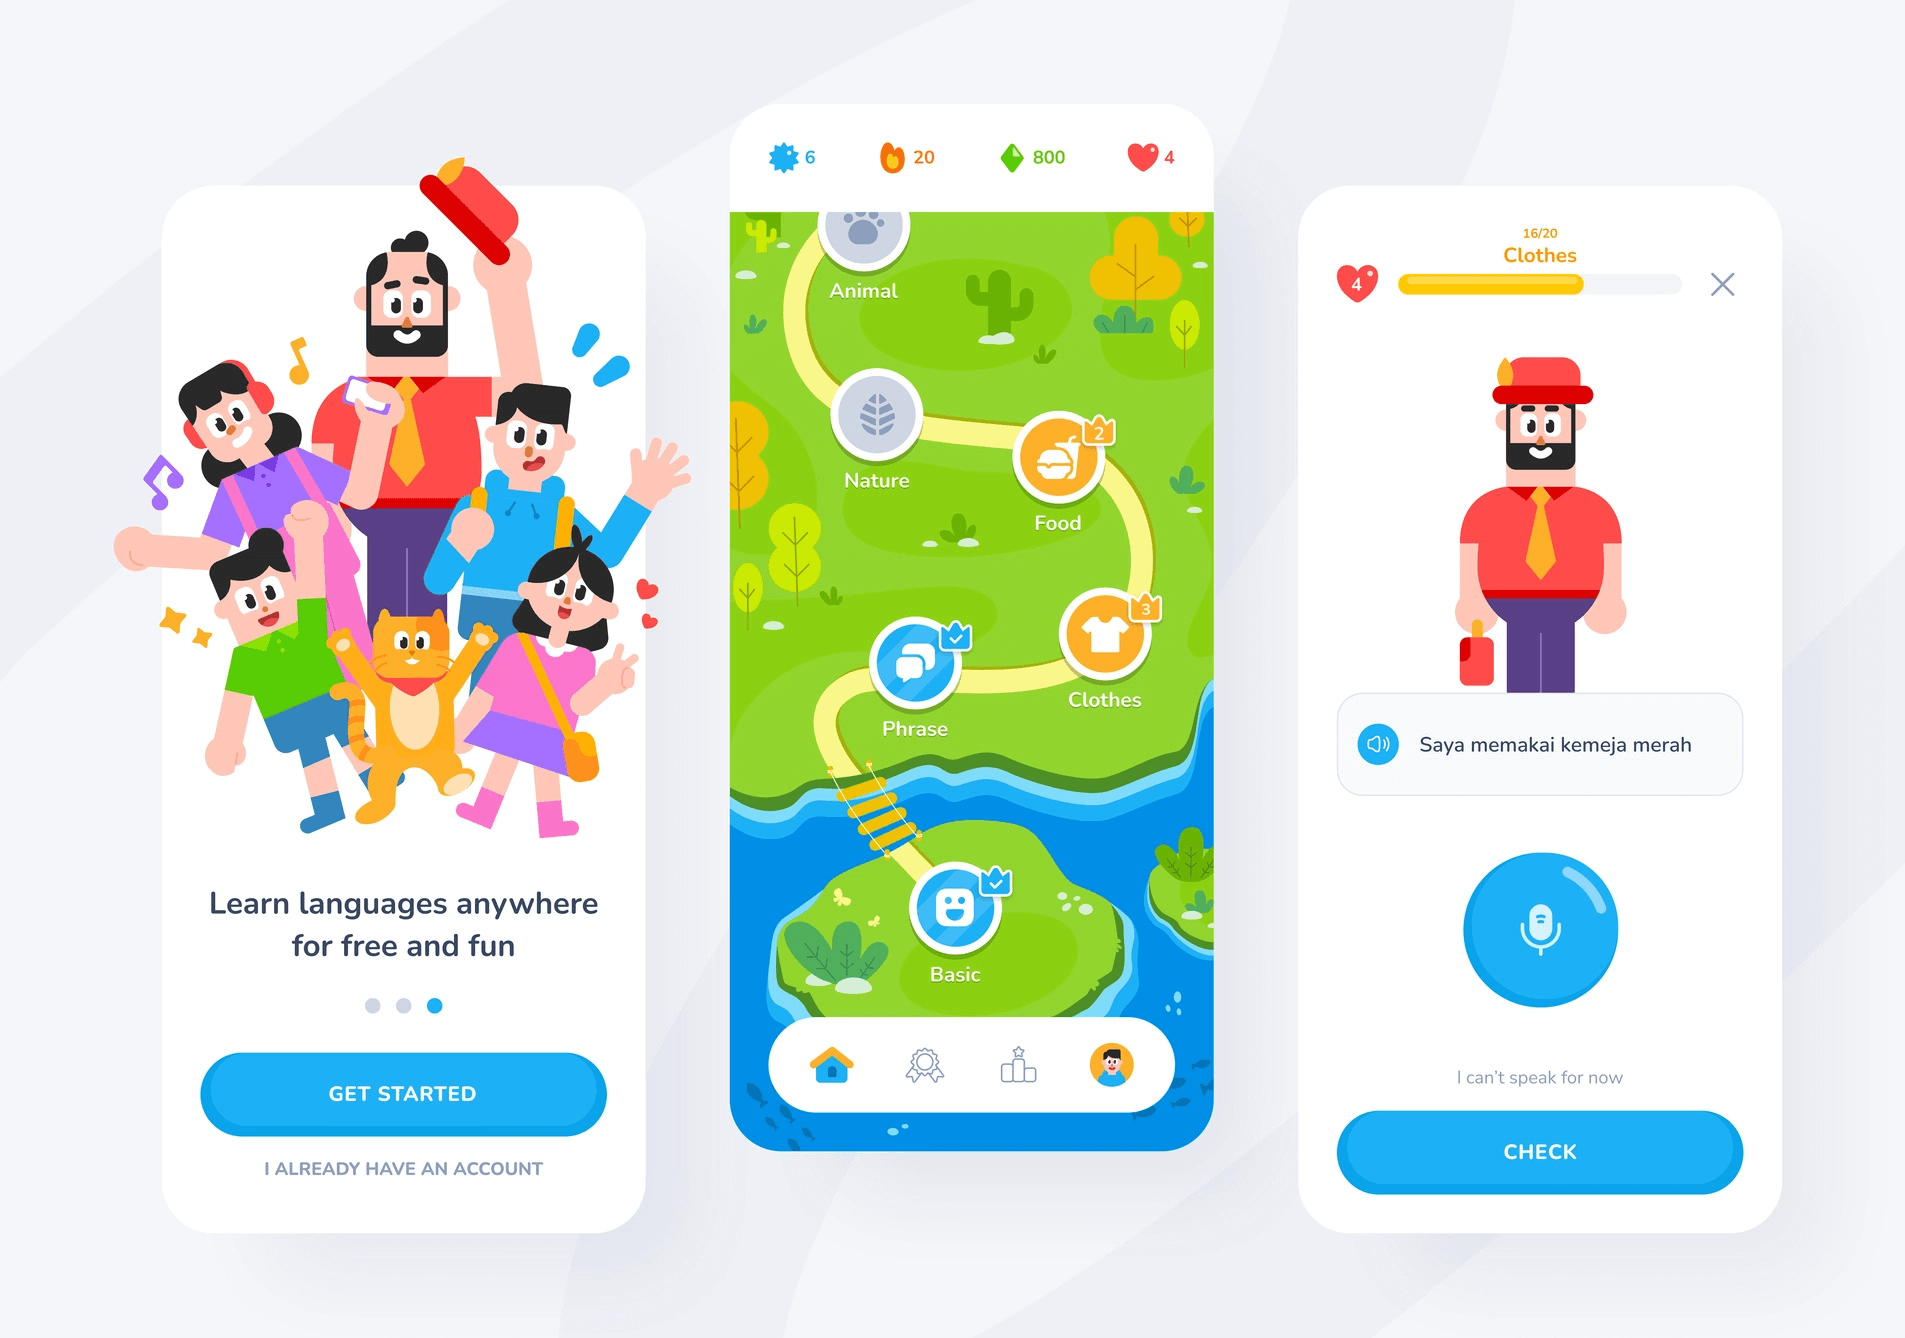 Learn languages anywhere
for free and fun
GET STARTED
I ALREADY HAVE AN ACCOUNT
6
20
800
4
Animal
Nature
2
Food
3
Clothes
Phrase
Basic
16/20
Clothes
4
Saya memakai kemeja merah
I can't speak for now
CHECK